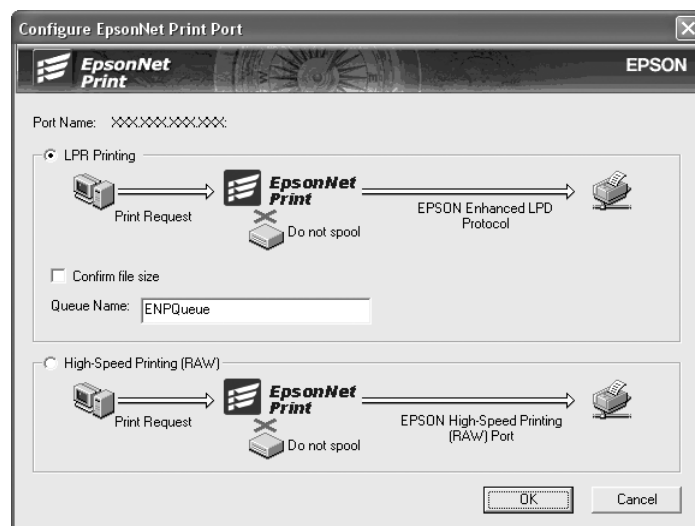 Configure EpsonNet Print Port
EpsonNet
Print
EPSON
Port Name: XXX.XXX.XXX.XXX:
LPR Printing
EpsonNet
Print
Print Request
Do not spool
EPSON Enhanced LPD
Protocol
Confirm file size
Queue Name: ENPQueue
High-Speed Printing (RAW)
EpsonNet
Print
Print Request
Do not spool
EPSON High-Speed Printing
(RAW) Port
OK
Cancel